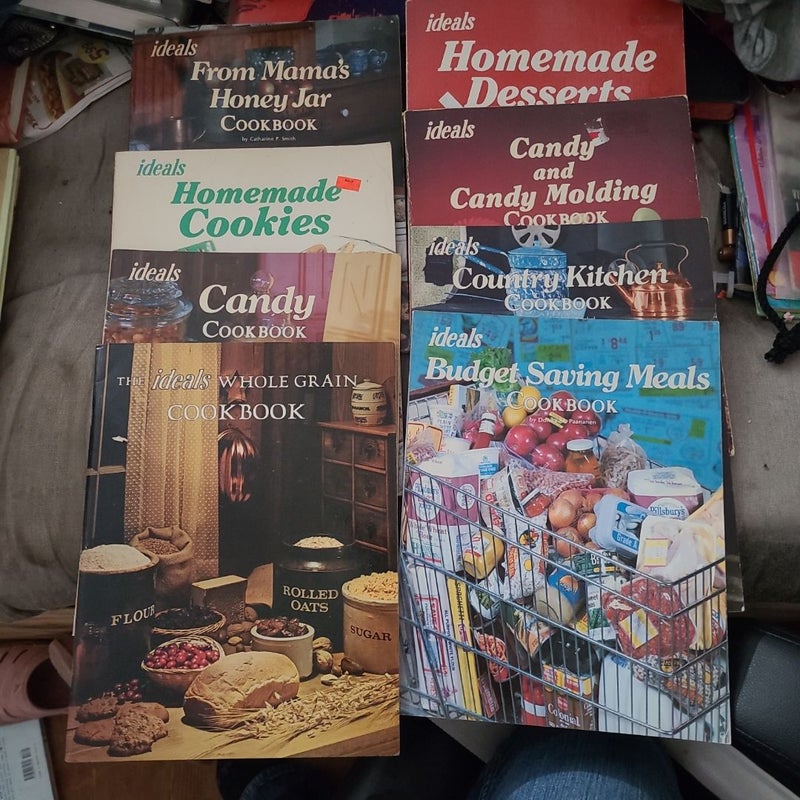 ideals
From Mama's
Honey Jar
COOKBOOK
by Catharine P. Smith
ideals
Homemade
Cookies
ideals
Candy
COOKBOOK
THE ideals WHOLE GRAIN
COOKBOOK
FLOUR
ROLLED
OATS
SUGAR
ideals
Homemade
Desserts
ideals
Candy
and
Candy Molding
COOKBOOK
ideals
Country Kitchen
COOKBOOK
ideals
Budget Saving Meals
COOKBOOK
Pillsbury's
Grade A
Colonial